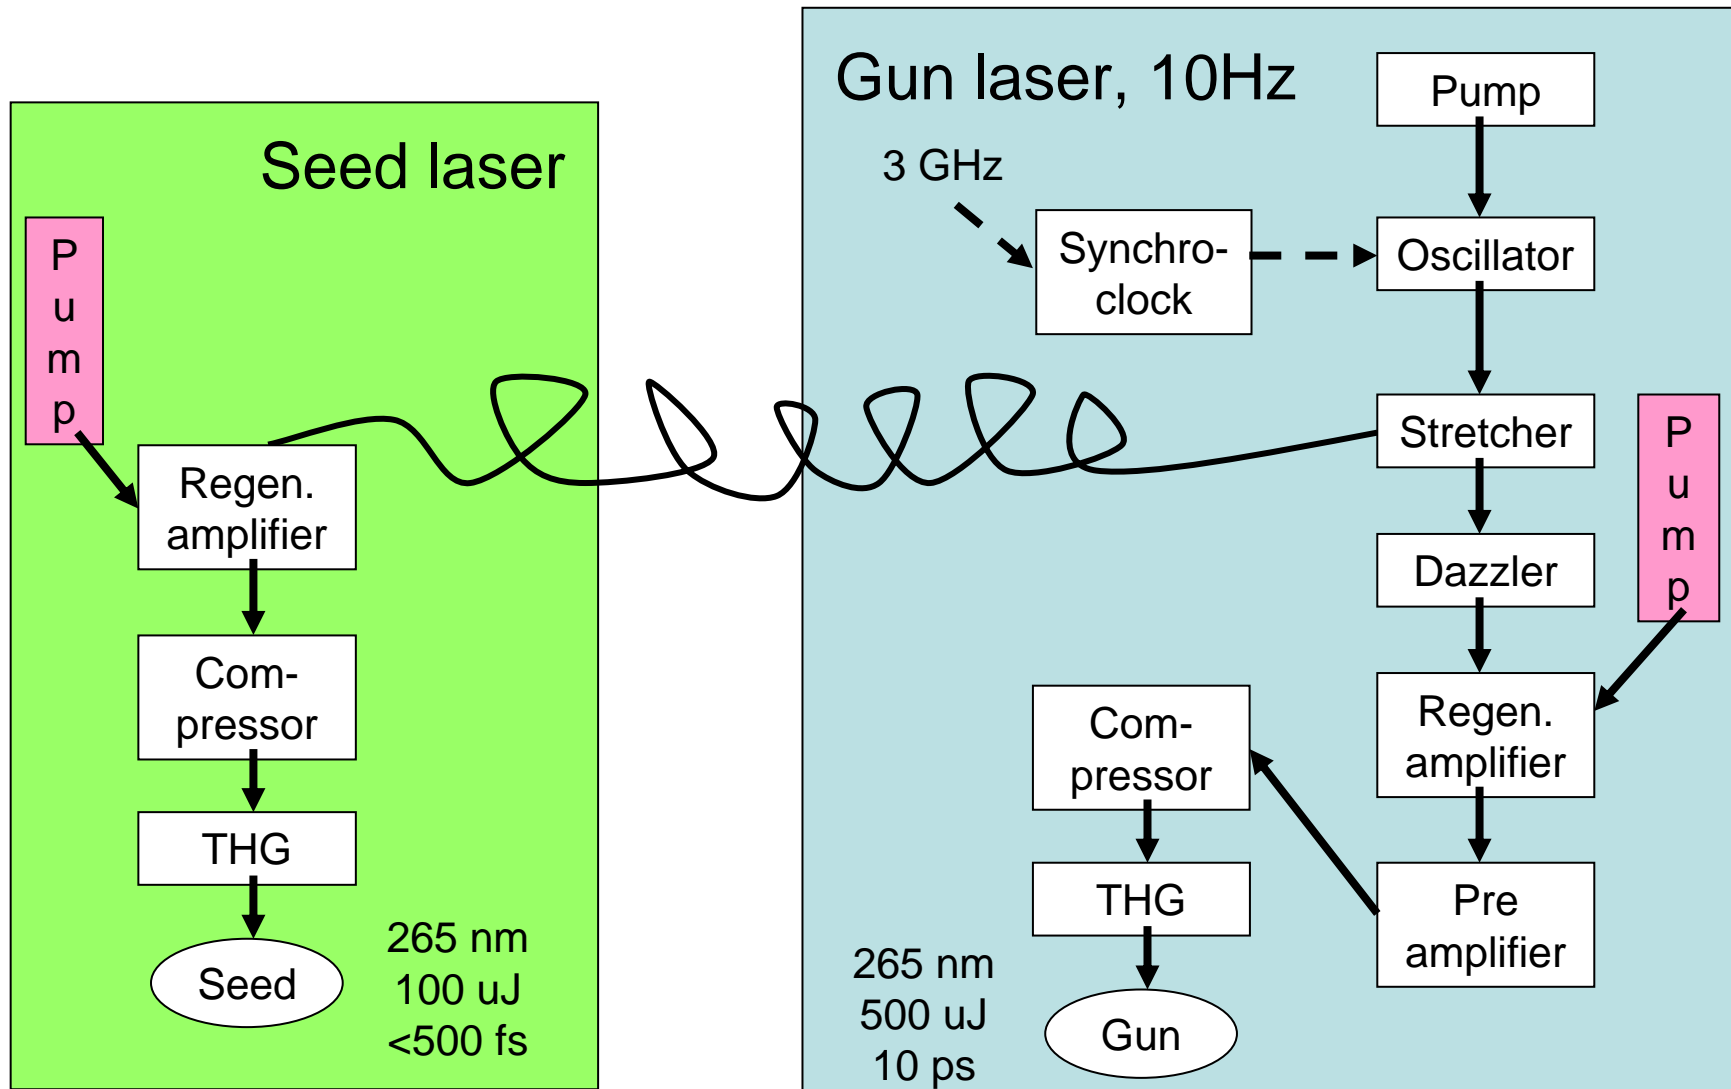 Seed laser
P
u
m
p
Regen.
amplifier
Com-
pressor
THG
Seed
265 nm
100 uJ
<500 fs
Gun laser, 10Hz
Pump
3 GHz
Synchro-
clock
Oscillator
Stretcher
P
u
m
p
Dazzler
Regen.
amplifier
Pre
amplifier
Com-
pressor
THG
Gun
265 nm
500 uJ
10 ps